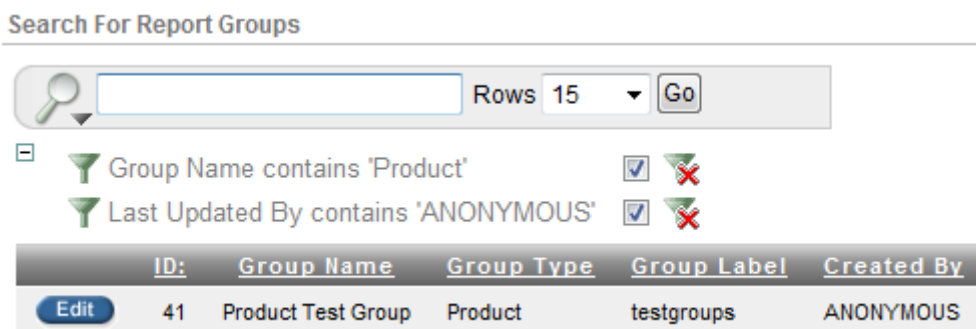 Search For Report Groups
Rows 15 Go
Group Name contains 'Product'
Last Updated By contains 'ANONYMOUS'
ID: Group Name Group Type Group Label Created By
Edit 41 Product Test Group Product testgroups ANONYMOUS